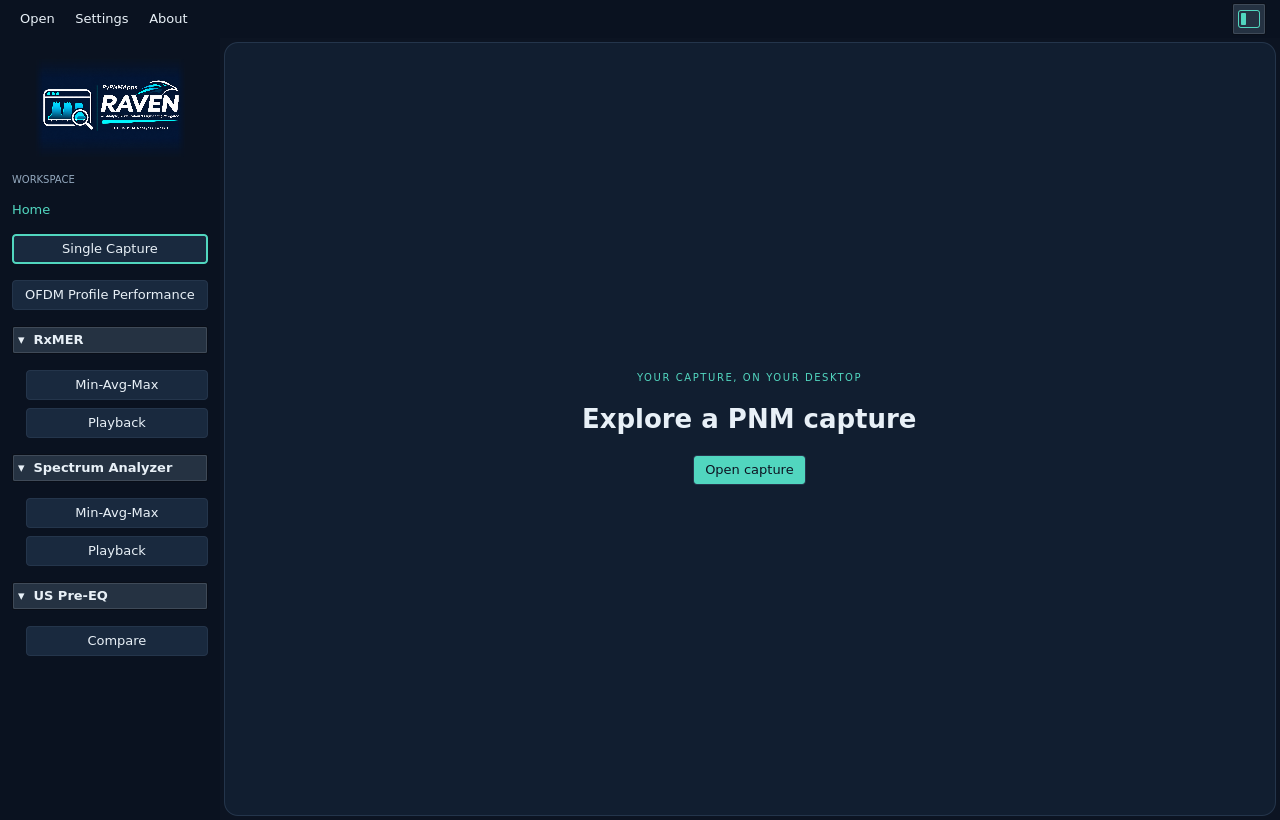 Open Settings About
PyPNMApps
RAVEN
WORKSPACE
Home
Single Capture
OFDM Profile Performance
▾ RxMER
Min-Avg-Max
Playback
▾ Spectrum Analyzer
Min-Avg-Max
Playback
▾ US Pre-EQ
Compare
YOUR CAPTURE, ON YOUR DESKTOP
Explore a PNM capture
Open capture